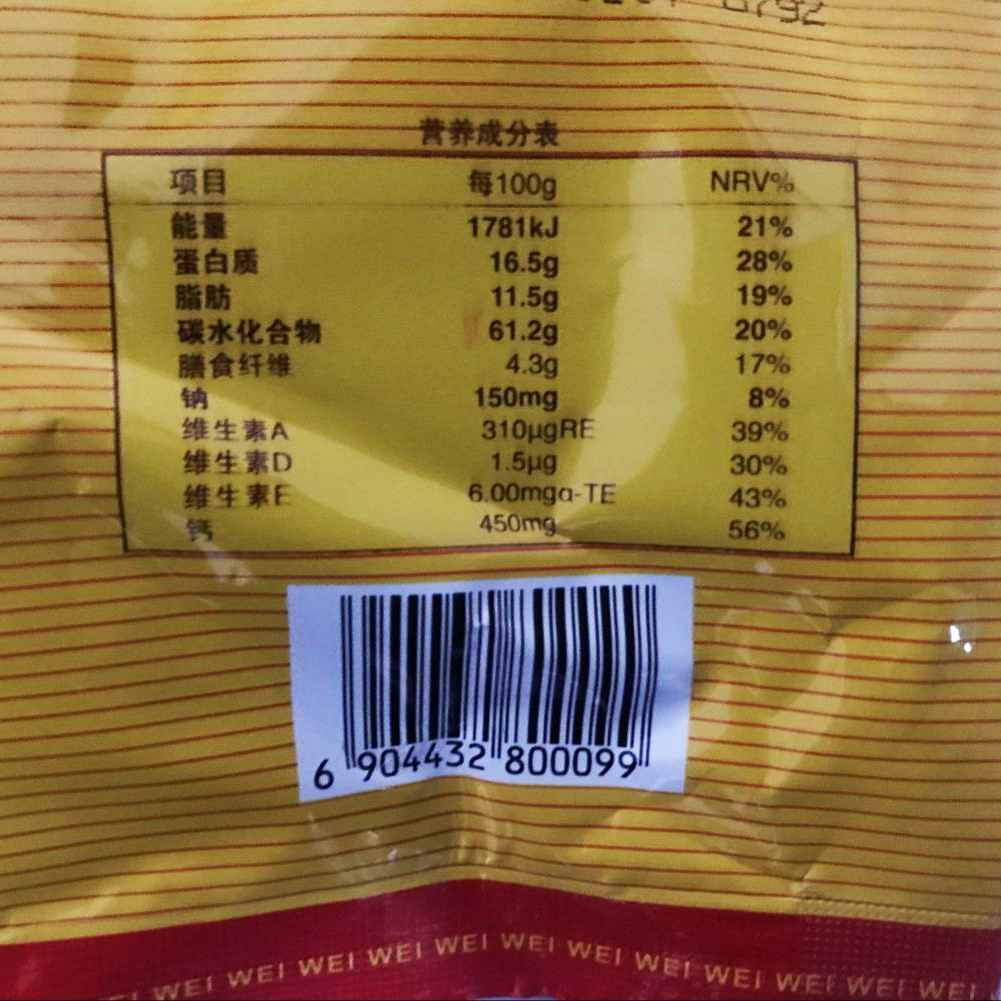 营养成分表
项目 每100g NRV%
能量 1781kJ 21%
蛋白质 16.5g 28%
脂肪 11.5g 19%
碳水化合物 61.2g 20%
膳食纤维 4.3g 17%
钠 150mg 8%
维生素A 310μgRE 39%
维生素D 1.5μg 30%
维生素E 6.00mgα-TE 43%
钙 450mg 56%
6 904432 800099
WEI WEI WEI WEI WEI WEI WEI WEI WEI WEI WEI WEI